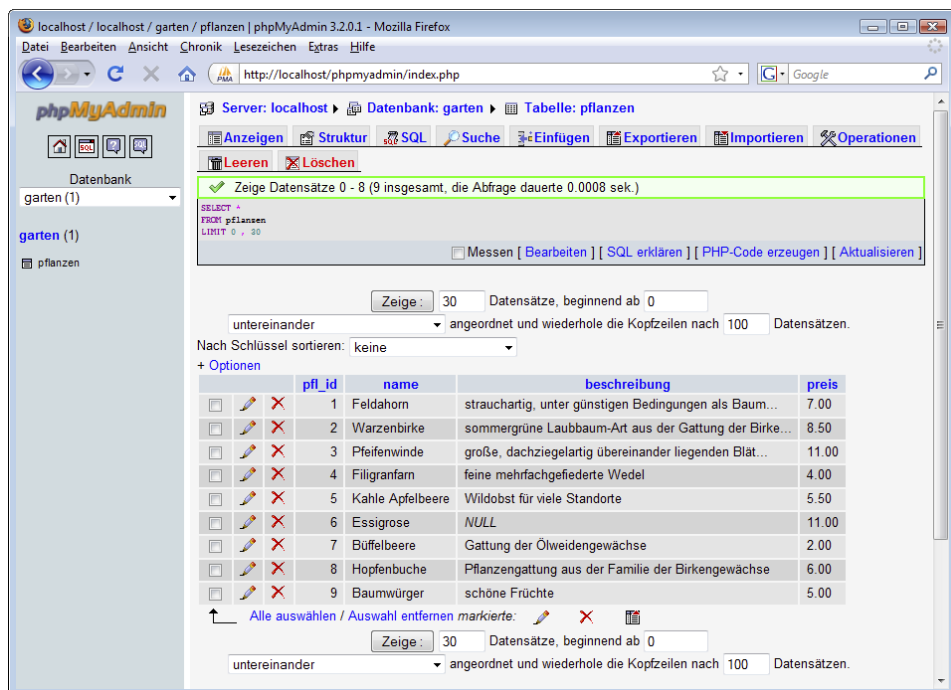 localhost / localhost / garten / pflanzen | phpMyAdmin 3.2.0.1 - Mozilla Firefox
Datei Bearbeiten Ansicht Chronik Lesezeichen Extras Hilfe
PMA http://localhost/phpmyadmin/index.php G Google
phpMyAdmin
SQL ? SQL
Datenbank
garten (1)
garten (1)
pflanzen
Server: localhost Datenbank: garten Tabelle: pflanzen
Anzeigen Struktur SQL Suche Einfügen Exportieren Importieren Operationen
Leeren Löschen
Zeige Datensätze 0 - 8 (9 insgesamt, die Abfrage dauerte 0.0008 sek.)
SELECT *
FROM pflanzen
LIMIT 0 , 30
Messen [ Bearbeiten ] [ SQL erklären ] [ PHP-Code erzeugen ] [ Aktualisieren ]
Zeige : 30 Datensätze, beginnend ab 0
untereinander angeordnet und wiederhole die Kopfzeilen nach 100 Datensätzen.
Nach Schlüssel sortieren: keine
+ Optionen
pfl_id name beschreibung preis
1 Feldahorn strauchartig, unter günstigen Bedingungen als Baum... 7.00
2 Warzenbirke sommergrüne Laubbaum-Art aus der Gattung der Birke... 8.50
3 Pfeifenwinde große, dachziegelartig übereinander liegenden Blät... 11.00
4 Filigranfarn feine mehrfachgefiederte Wedel 4.00
5 Kahle Apfelbeere Wildobst für viele Standorte 5.50
6 Essigrose NULL 11.00
7 Büffelbeere Gattung der Ölweidengewächse 2.00
8 Hopfenbuche Pflanzengattung aus der Familie der Birkengewächse 6.00
9 Baumwürger schöne Früchte 5.00
Alle auswählen / Auswahl entfernen markierte:
Zeige : 30 Datensätze, beginnend ab 0
untereinander angeordnet und wiederhole die Kopfzeilen nach 100 Datensätzen.